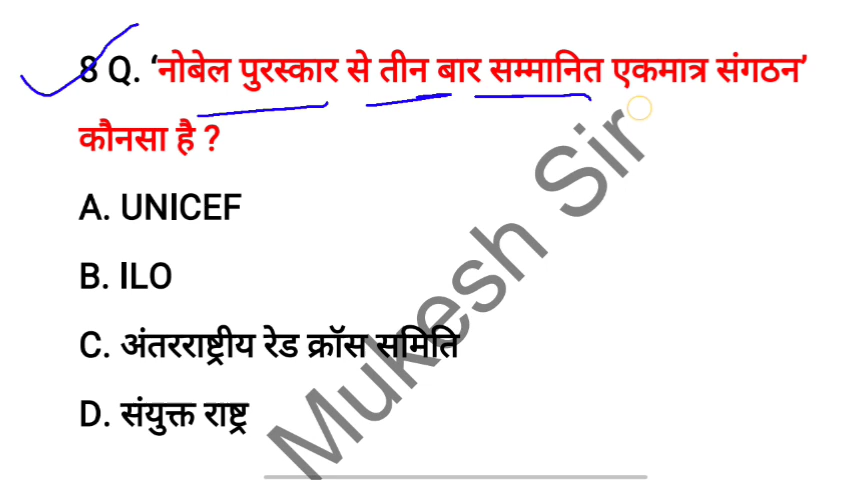 8 Q. ‘नोबेल पुरस्कार से तीन बार सम्मानित एकमात्र संगठन’
कौनसा है ?
A. UNICEF
B. ILO
C. अंतरराष्ट्रीय रेड क्रॉस समिति
D. संयुक्त राष्ट्र
Mukesh Sir